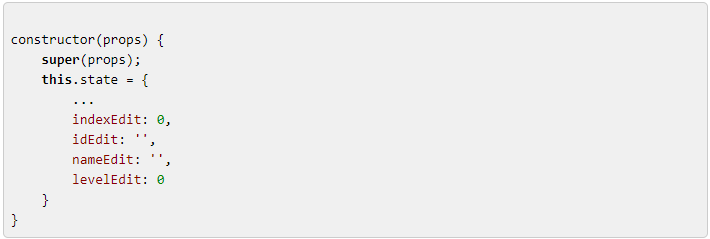 constructor(props) {
    super(props);
    this.state = {
        ...
        indexEdit: 0,
        idEdit: '',
        nameEdit: '',
        levelEdit: 0
    }
}